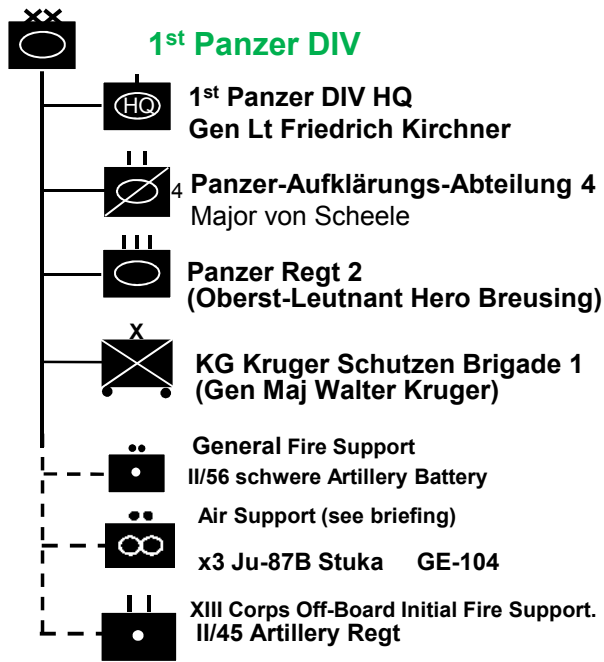 1st Panzer DIV
HQ
1st Panzer DIV HQ
Gen Lt Friedrich Kirchner
4
Panzer-Aufklärungs-Abteilung 4
Major von Scheele
Panzer Regt 2
(Oberst-Leutnant Hero Breusing)
X
KG Kruger Schutzen Brigade 1
(Gen Maj Walter Kruger)
General Fire Support
II/56 schwere Artillery Battery
Air Support (see briefing)
x3 Ju-87B Stuka GE-104
XIII Corps Off-Board Initial Fire Support.
II/45 Artillery Regt